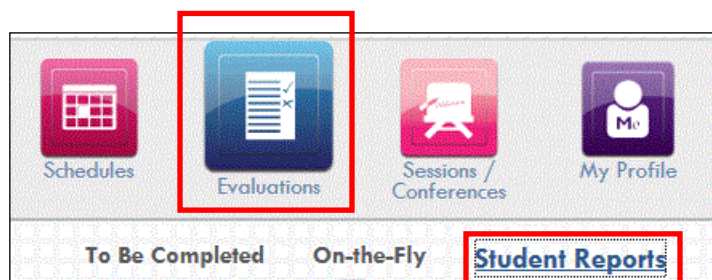 Me
Schedules
Evaluations
Sessions /
Conferences
My Profile
To Be Completed
On-the-Fly
Student Reports